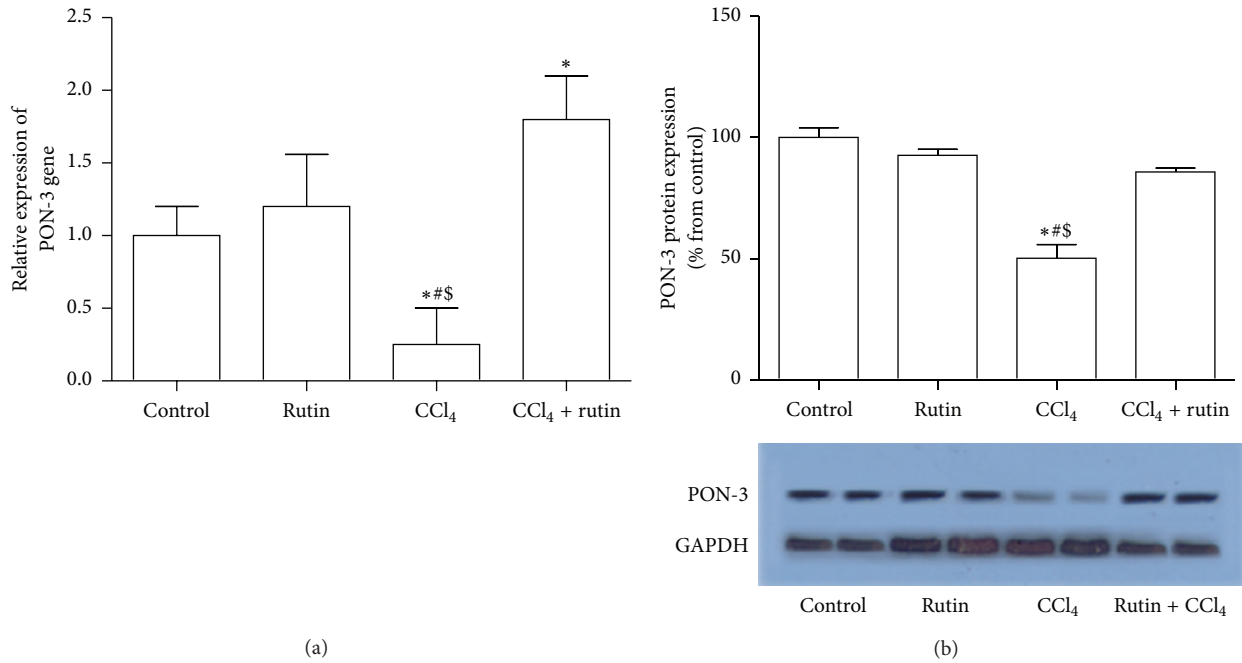 2.5
2.0
1.5
1.0
0.5
0.0
Relative expression of
PON-3 gene
*
*#$
Control Rutin CCl₄ CCl₄ + rutin
(a)
150
100
50
0
PON-3 protein expression
(% from control)
*#$
Control Rutin CCl₄ CCl₄ + rutin
PON-3
GAPDH
Control Rutin CCl₄ Rutin + CCl₄
(b)